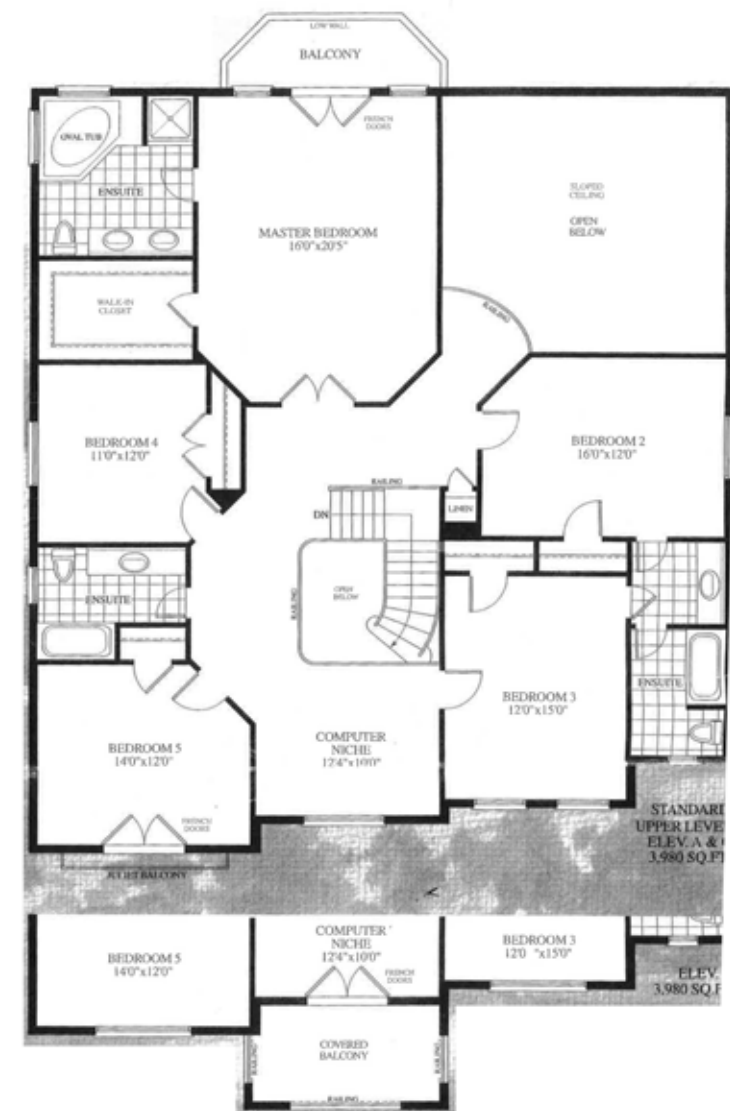 LOW WALL
BALCONY
FRENCH
DOORS
OVAL TUB
ENSUITE
MASTER BEDROOM
16'0"x20'5"
SLOPED
CEILING
OPEN
BELOW
WALK-IN
CLOSET
RAILING
BEDROOM 4
11'0"x12'0"
BEDROOM 2
16'0"x12'0"
RAILING
LINEN
DN
OPEN
BELOW
RAILING
ENSUITE
ENSUITE
BEDROOM 3
12'0"x15'0"
BEDROOM 5
14'0"x12'0"
COMPUTER
NICHE
12'4"x10'0"
FRENCH
DOORS
JULIET BALCONY
STANDARD
UPPER LEVE
ELEV. A &
3,980 SQ.FT
BEDROOM 5
14'0"x12'0"
COMPUTER
NICHE
12'4"x10'0"
FRENCH
DOORS
BEDROOM 3
12'0 "x15'0"
ELEV.
3,980 SQ.F
COVERED
BALCONY
RAILING
RAILING
RAILING